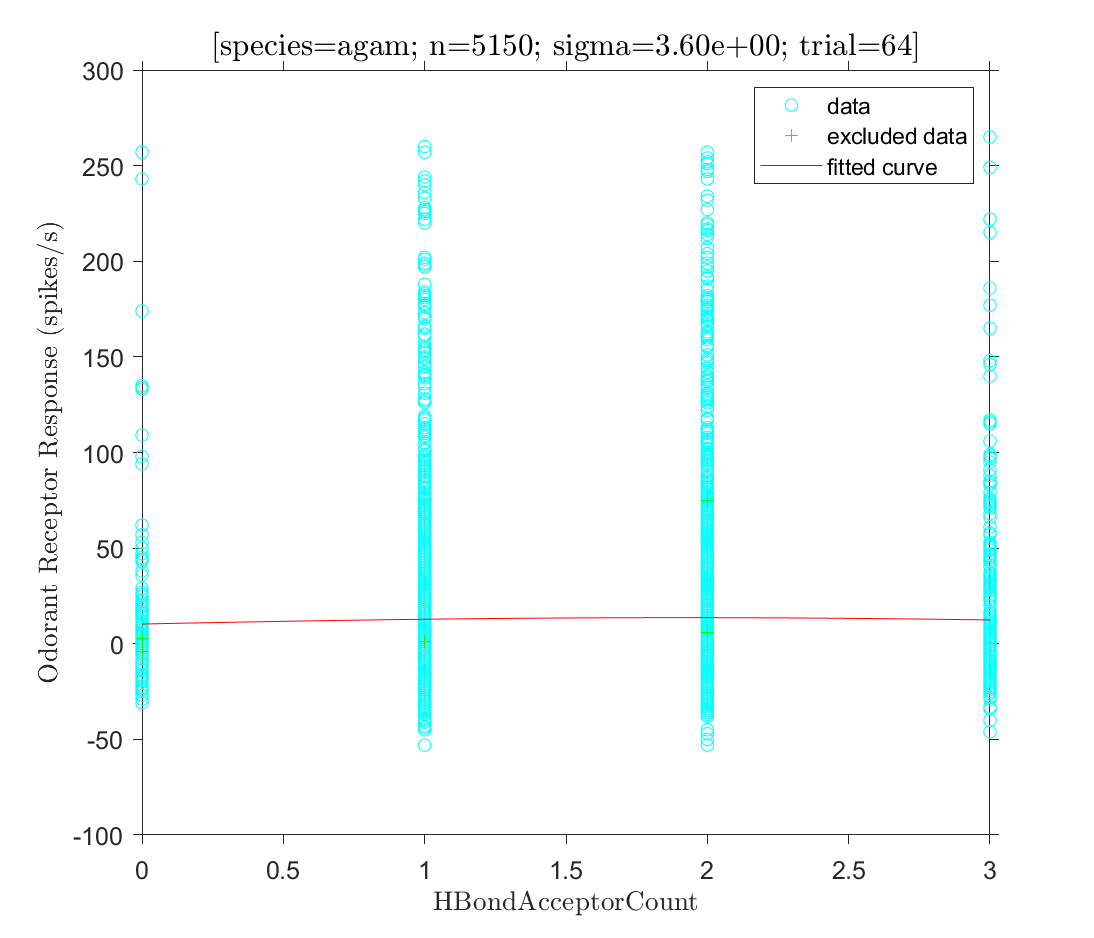 [species=agam; n=5150; sigma=3.60e+00; trial=64]
300
250
200
150
100
50
0
-50
-100
Odorant Receptor Response (spikes/s)
data
excluded data
fitted curve
0 0.5 1 1.5 2 2.5 3
HBondAcceptorCount